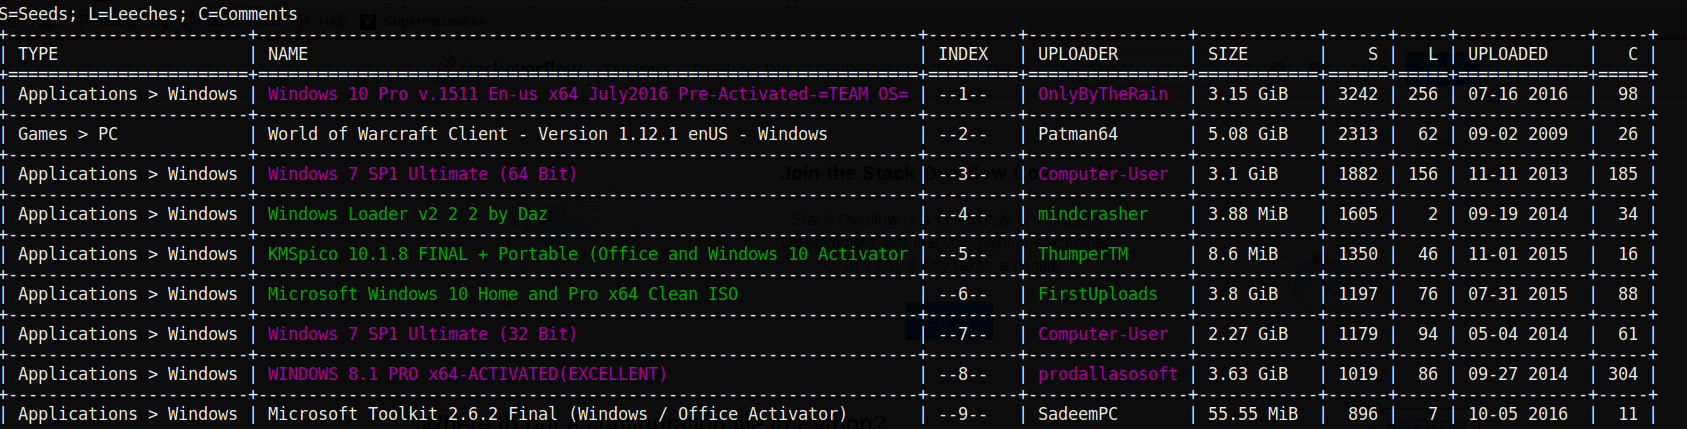 S=Seeds; L=Leeches; C=Comments
Help Supernatural
| TYPE | NAME | INDEX | UPLOADER | SIZE | S | L | UPLOADED | C |
| Applications > Windows | Windows 10 Pro v.1511 En-us x64 July2016 Pre-Activated-=TEAM OS= | --1-- | OnlyByTheRain | 3.15 GiB | 3242 | 256 | 07-16 2016 | 98 |
| Games > PC | World of Warcraft Client - Version 1.12.1 enUS - Windows | --2-- | Patman64 | 5.08 GiB | 2313 | 62 | 09-02 2009 | 26 |
| Applications > Windows | Windows 7 SP1 Ultimate (64 Bit) | --3-- | Computer-User | 3.1 GiB | 1882 | 156 | 11-11 2013 | 185 |
| Applications > Windows | Windows Loader v2 2 2 by Daz | --4-- | mindcrasher | 3.88 MiB | 1605 | 2 | 09-19 2014 | 34 |
| Applications > Windows | KMSpico 10.1.8 FINAL + Portable (Office and Windows 10 Activator | --5-- | ThumperTM | 8.6 MiB | 1350 | 46 | 11-01 2015 | 16 |
| Applications > Windows | Microsoft Windows 10 Home and Pro x64 Clean ISO | --6-- | FirstUploads | 3.8 GiB | 1197 | 76 | 07-31 2015 | 88 |
| Applications > Windows | Windows 7 SP1 Ultimate (32 Bit) | --7-- | Computer-User | 2.27 GiB | 1179 | 94 | 05-04 2014 | 61 |
| Applications > Windows | WINDOWS 8.1 PRO x64-ACTIVATED(EXCELLENT) | --8-- | prodallasosoft | 3.63 GiB | 1019 | 86 | 09-27 2014 | 304 |
| Applications > Windows | Microsoft Toolkit 2.6.2 Final (Windows / Office Activator) | --9-- | SadeemPC | 55.55 MiB | 896 | 7 | 10-05 2016 | 11 |